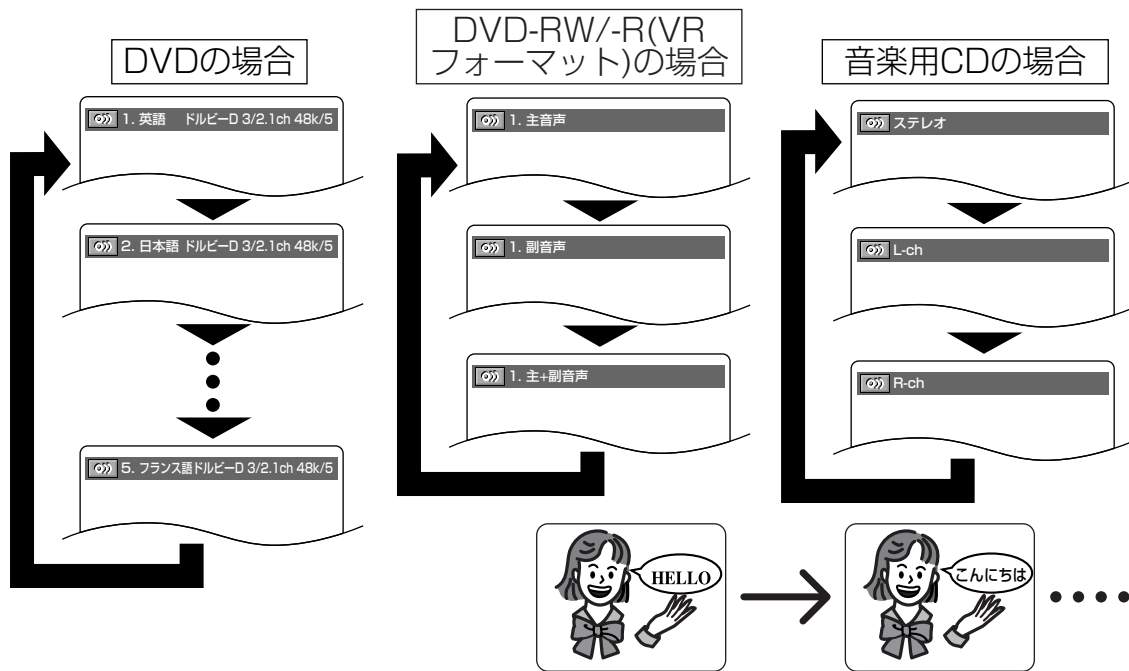 DVDの場合
1. 英語 ドルビーD 3/2.1ch 48k/5
2. 日本語 ドルビーD 3/2.1ch 48k/5
5. フランス語ドルビーD 3/2.1ch 48k/5
DVD-RW/-R(VR
フォーマット)の場合
1. 主音声
1. 副音声
1. 主+副音声
音楽用CDの場合
ステレオ
L-ch
R-ch
HELLO
こんにちは